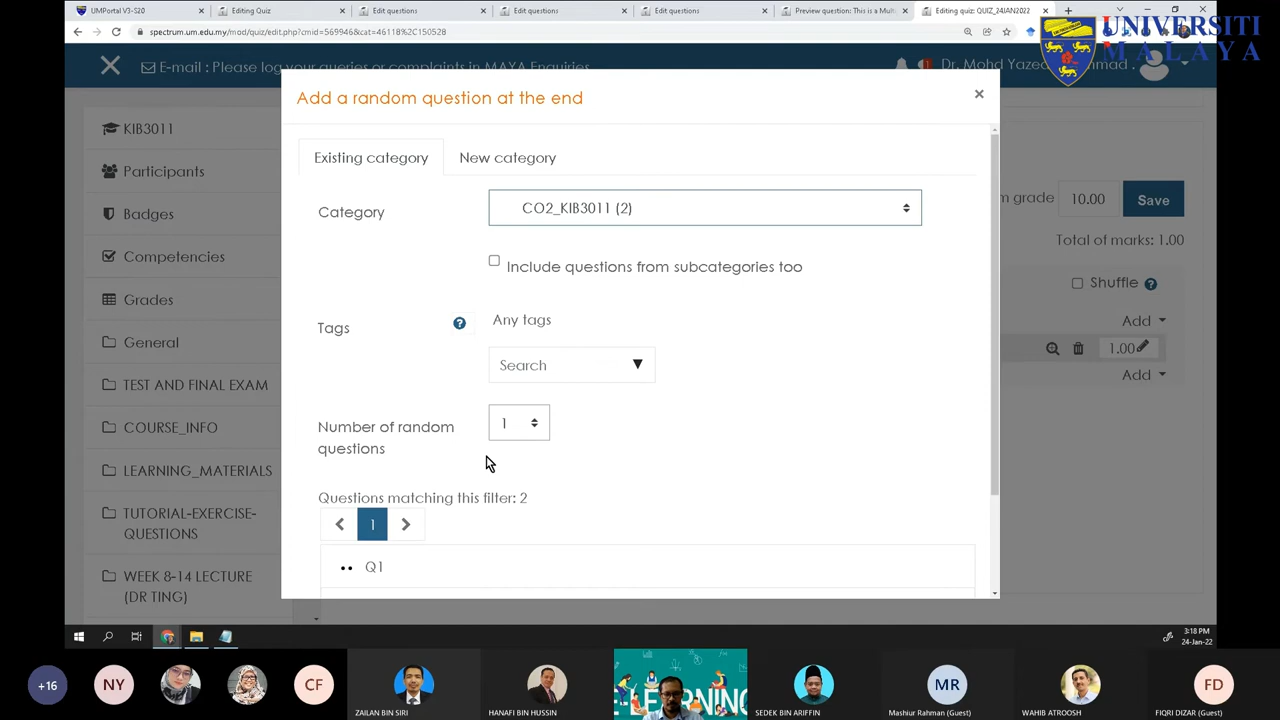 UMPortal V3-S20
Editing Quiz
Edit questions
Edit questions
Edit questions
Preview question: This is a Mult
Editing quiz: QUIZ_24JAN2022
spectrum.um.edu.my/mod/quiz/edit.php?cmid=569946&cat=46118%2C150528
UNIVERSITI
MALAYA
E-mail : Please log your queries or complaints in MAYA Enquiries
Dr. Mohd Yazed
Add a random question at the end
KIB3011
Participants
Badges
Competencies
Grades
General
TEST AND FINAL EXAM
COURSE_INFO
LEARNING_MATERIALS
TUTORIAL-EXERCISE-
QUESTIONS
WEEK 8-14 LECTURE
(DR TING)
Existing category
New category
Category
CO2_KIB3011 (2)
Include questions from subcategories too
Tags
Any tags
Search
Number of random
questions
1
Questions matching this filter: 2
1
Q1
grade
10.00
Save
Total of marks: 1.00
Shuffle
Add
1.00
Add
3:18 PM
24-Jan-22
+16
NY
CF
ZAILAN BIN SIRI
HANAFI BIN HUSSIN
E-LEARNING
SEDEK BIN ARIFFIN
MR
Mashiur Rahman (Guest)
WAHIB ATROOSH
FD
FIQRI DIZAR (Guest)